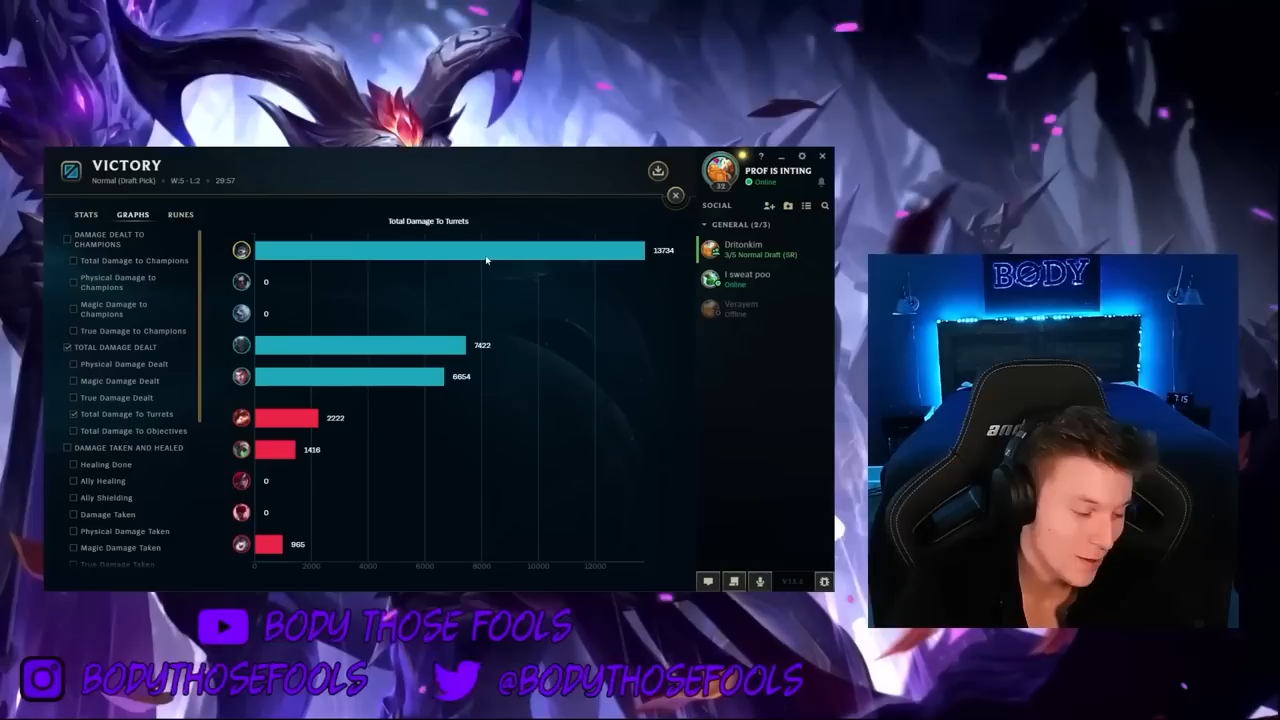 VICTORY
Normal (Draft Pick) • W:5 - L:2 • 29:57
STATS GRAPHS RUNES
DAMAGE DEALT TO
CHAMPIONS
Total Damage to Champions
Physical Damage to
Champions
Magic Damage to
Champions
True Damage to Champions
TOTAL DAMAGE DEALT
Physical Damage Dealt
Magic Damage Dealt
True Damage Dealt
Total Damage To Turrets
Total Damage To Objectives
DAMAGE TAKEN AND HEALED
Healing Done
Ally Healing
Ally Shielding
Damage Taken
Physical Damage Taken
Magic Damage Taken
True Damage Taken
Total Damage To Turrets
13734
0
0
7422
6654
2222
1416
0
0
965
0 2000 4000 6000 8000 10000 12000
?
32
PROF IS INTING
Online
SOCIAL
GENERAL (2/3)
Dritonkim
3/5 Normal Draft (SR)
I sweat poo
Online
Verayem
Offline
BODY
715
BODY THOSE FOOLS
BODYTHOSEFOOLS
@BODYTHOSEFOOLS